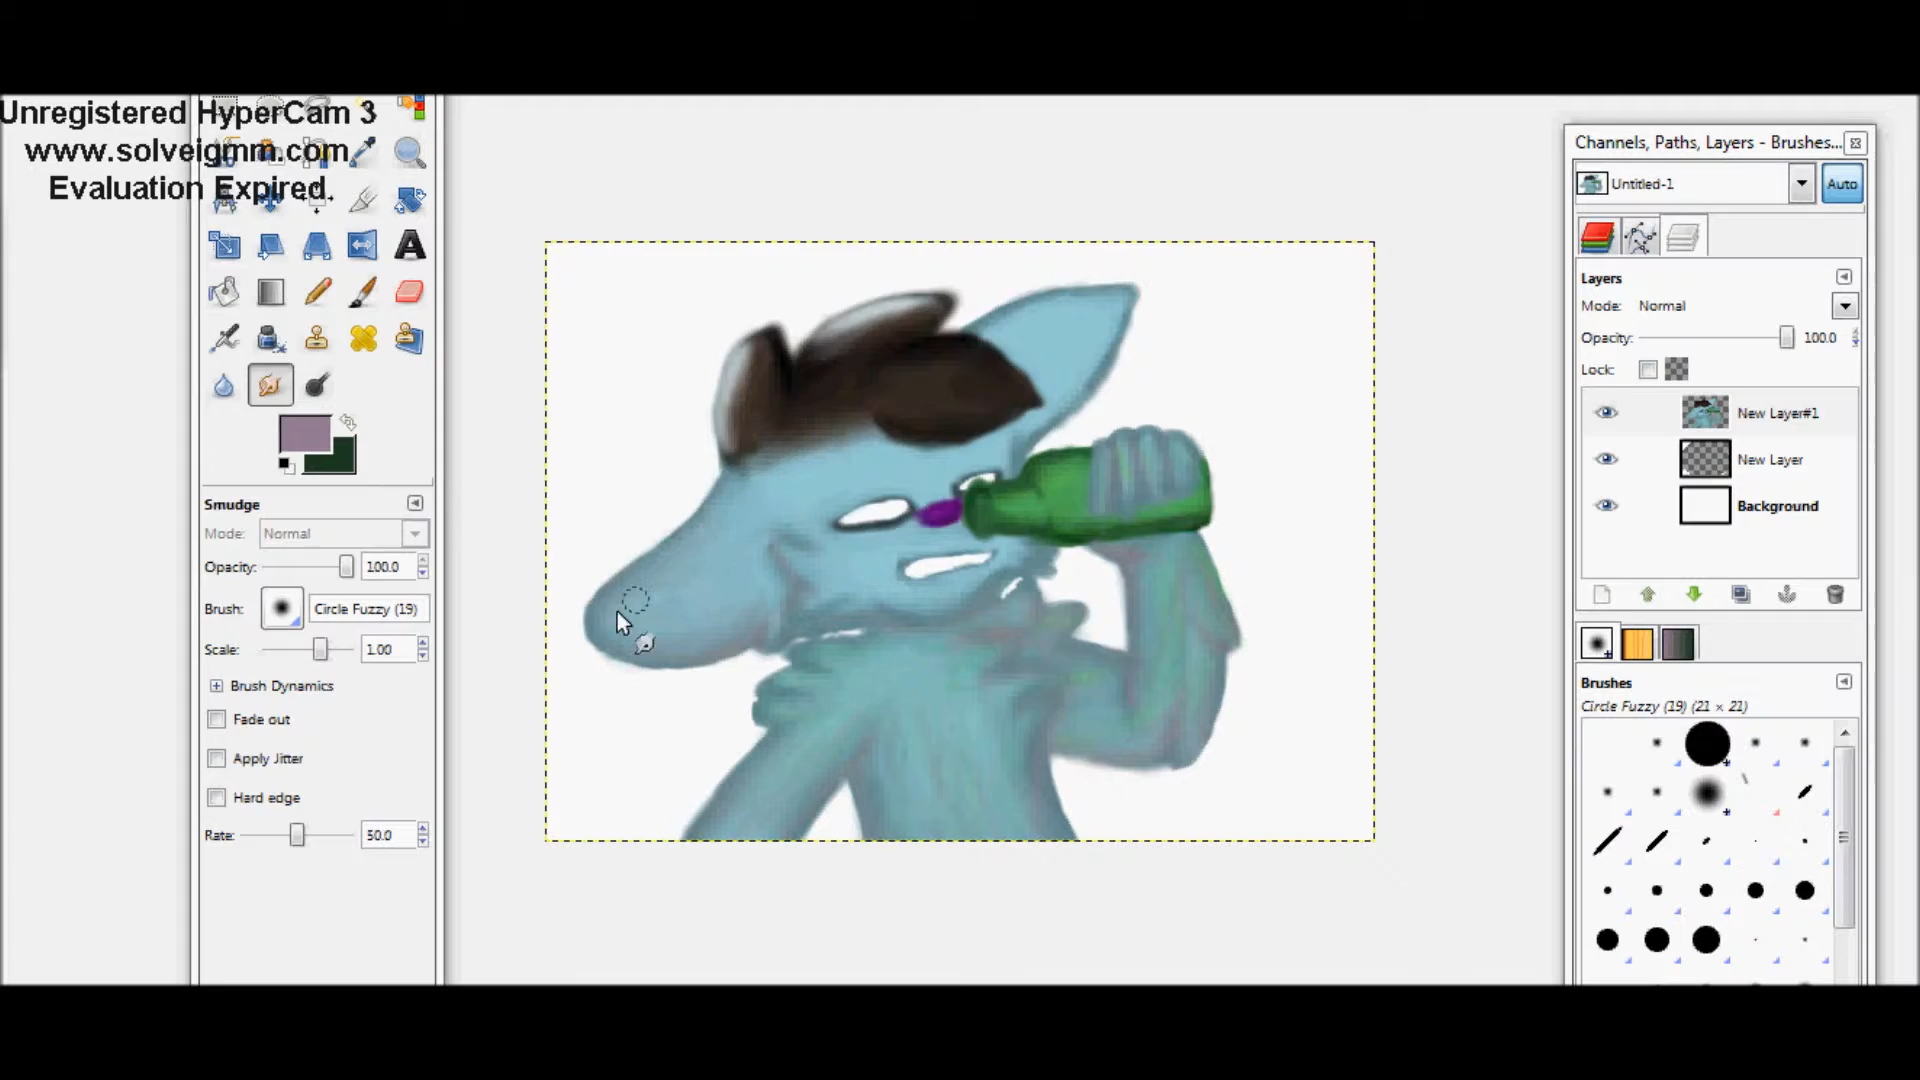 Unregistered HyperCam 3
www.solveigmm.com
Evaluation Expired.
Smudge
Mode: Normal
Opacity: 100.0
Brush: Circle Fuzzy (19)
Scale: 1.00
Brush Dynamics
Fade out
Apply Jitter
Hard edge
Rate: 50.0
Channels, Paths, Layers - Brushes...
Untitled-1
Auto
Layers
Mode: Normal
Opacity: 100.0
Lock:
New Layer#1
New Layer
Background
Brushes
Circle Fuzzy (19) (21 × 21)